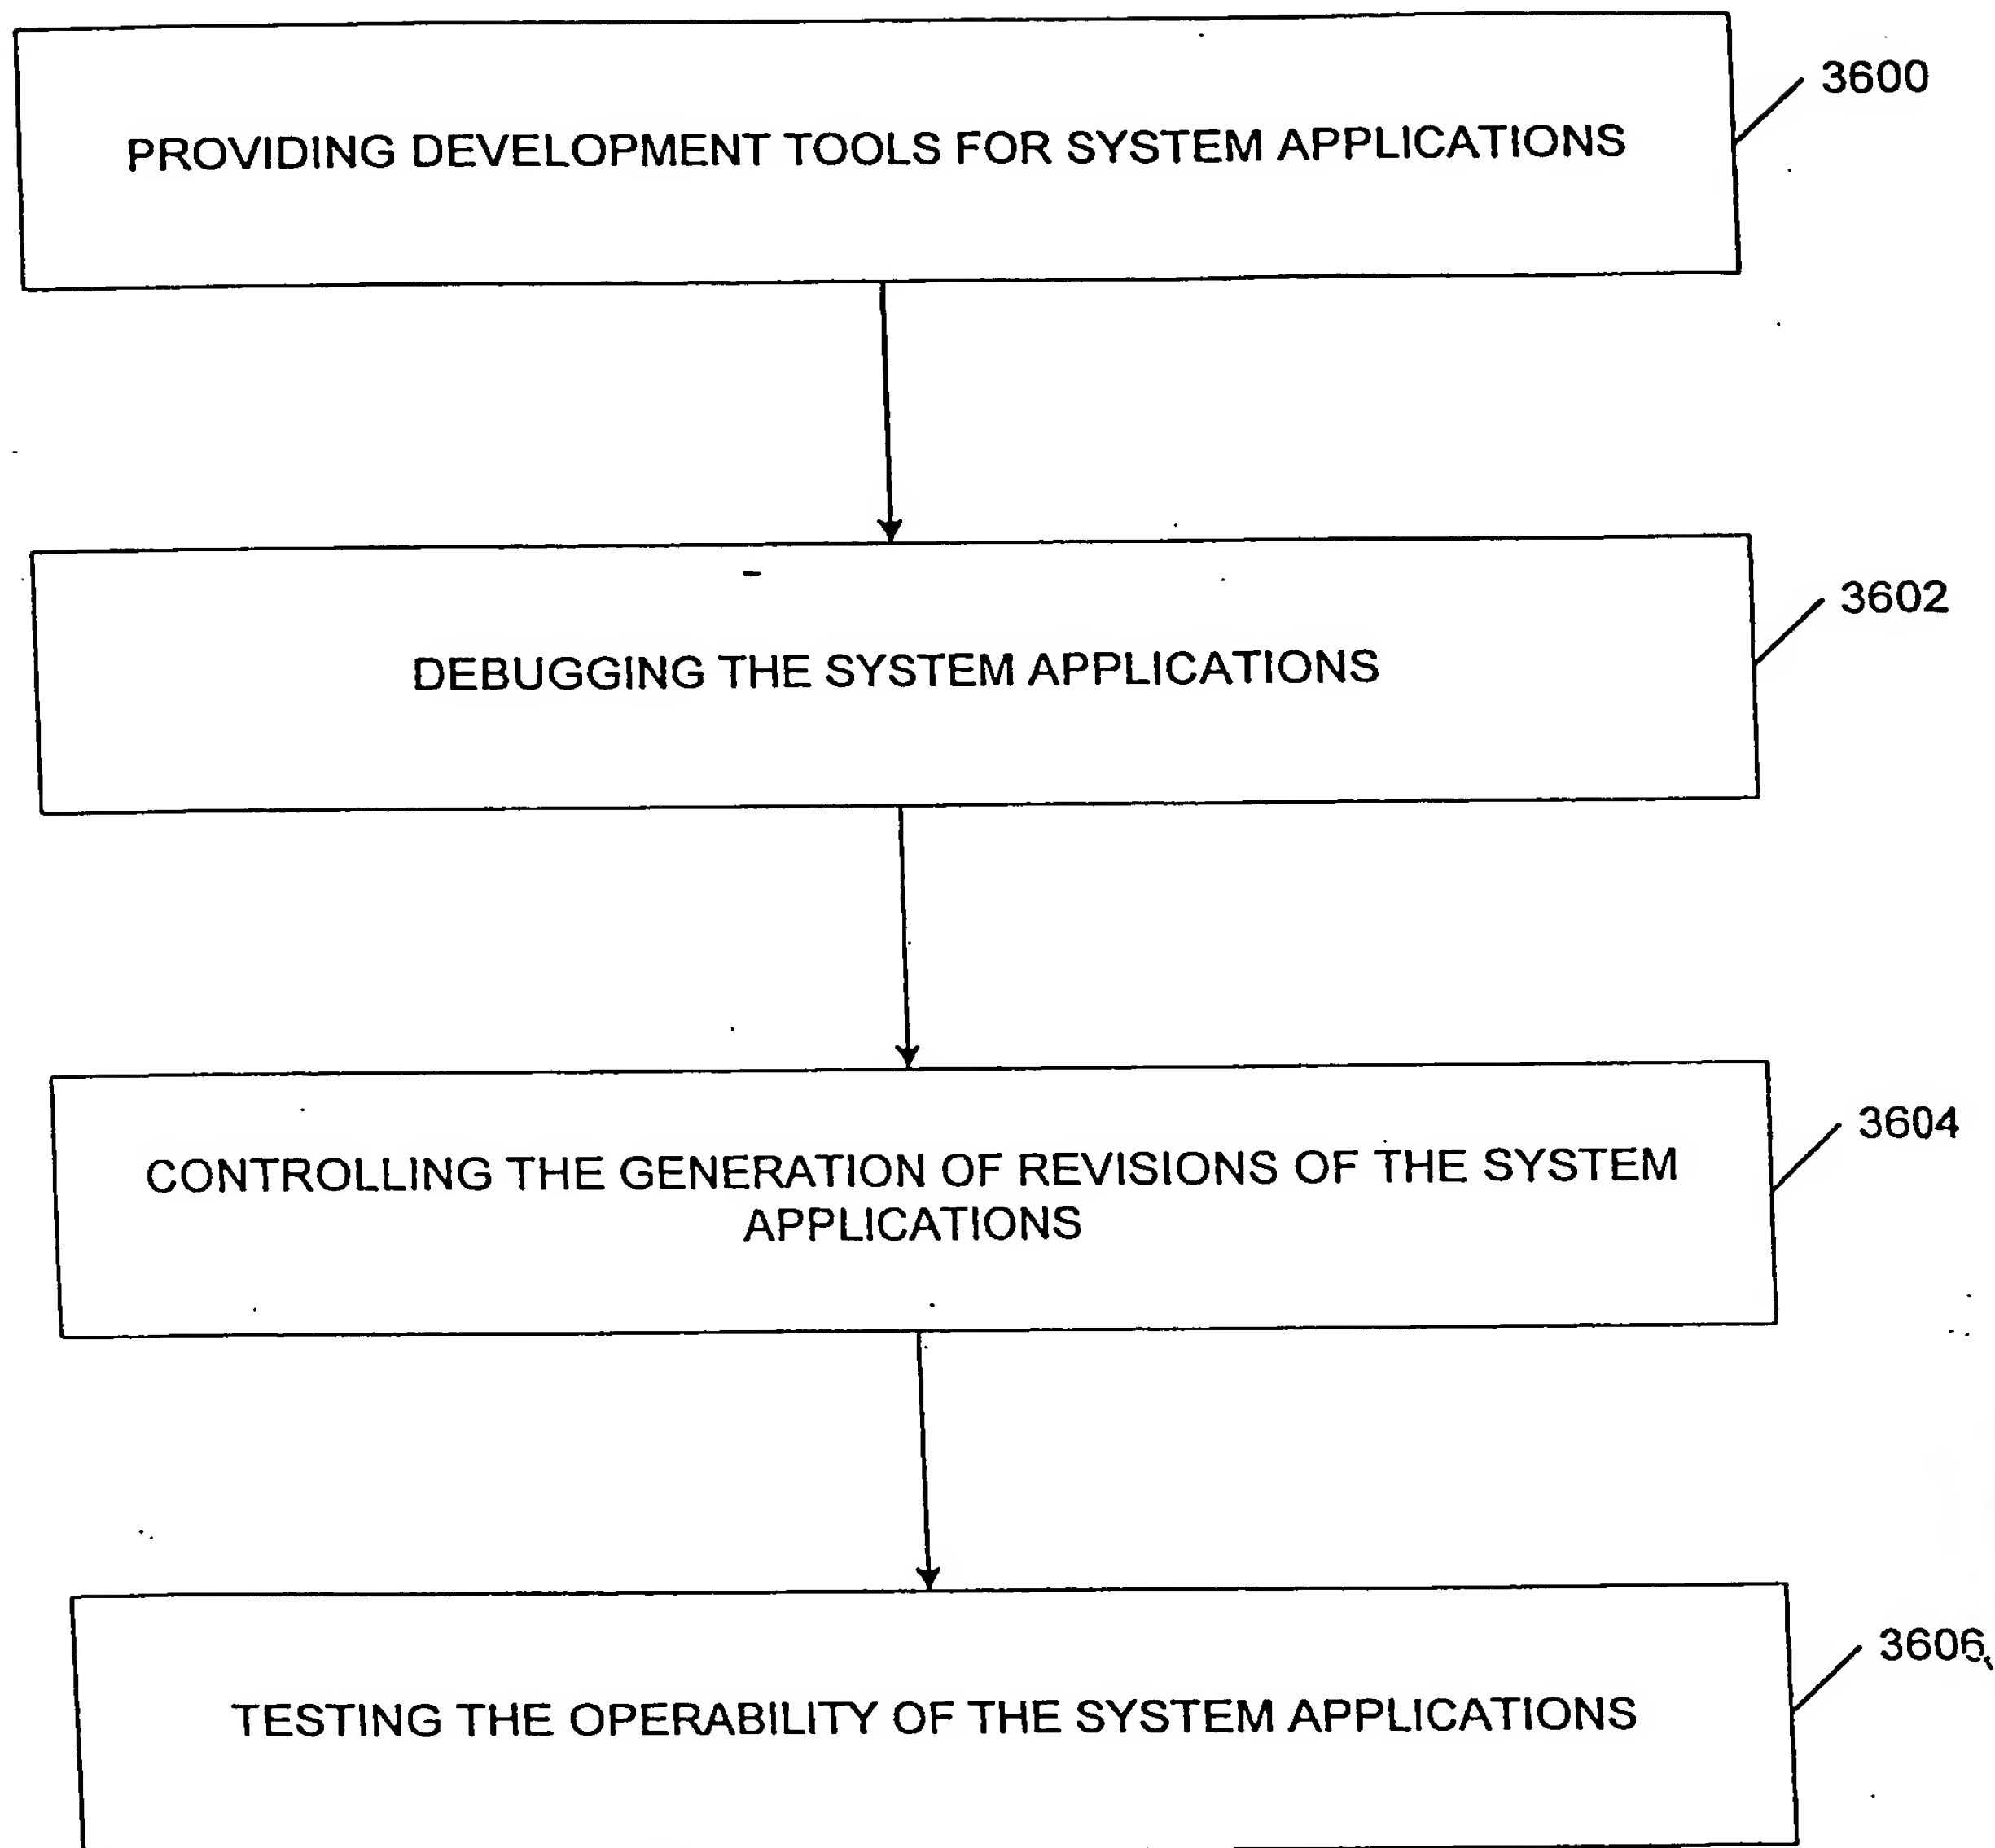 PROVIDING DEVELOPMENT TOOLS FOR SYSTEM APPLICATIONS
3600
DEBUGGING THE SYSTEM APPLICATIONS
3602
CONTROLLING THE GENERATION OF REVISIONS OF THE SYSTEM
APPLICATIONS
3604
TESTING THE OPERABILITY OF THE SYSTEM APPLICATIONS
3606